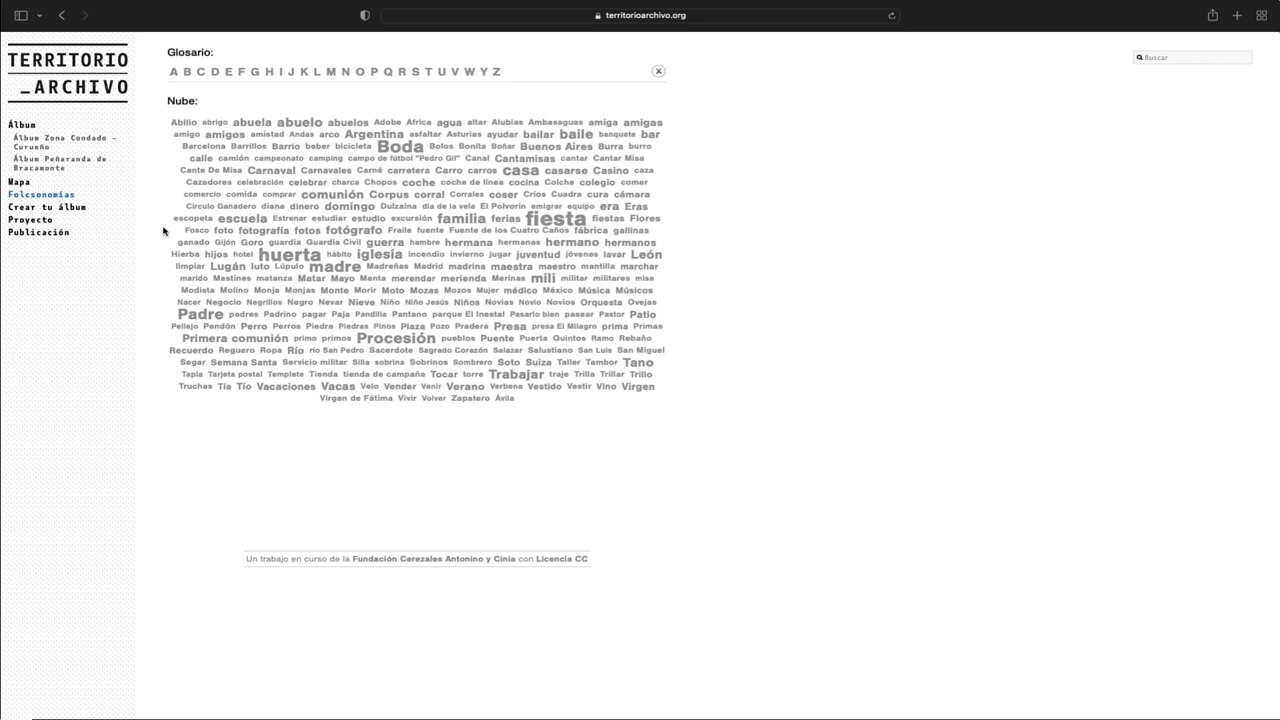 territorioarchivo.org
TERRITORIO
_ARCHIVO
Álbum
Álbum Zona Condado –
Curueño
Álbum Peñaranda de
Bracamonte
Mapa
Folcsonomías
Crear tu álbum
Proyecto
Publicación
Glosario:
A B C D E F G H I J K L M N O P Q R S T U V W Y Z
Buscar
Nube:
Abilio abrigo abuela abuelo abuelos Adobe Africa agua altar Alubias Ambasaguas amiga amigas
amigo amigos amistad Andas arco Argentina asfaltar Asturias ayudar bailar baile banquete bar
Barcelona Barrillos Barrio beber bicicleta Boda Bolos Bonita Boñar Buenos Aires Burra burro
calle camión campeonato camping campo de fútbol "Pedro Gil" Canal Cantamisas cantar Cantar Misa
Cante De Misa Carnaval Carnavales Carné carretera Carro carros casa casarse Casino caza
Cazadores celebración celebrar charca Chopos coche coche de línea cocina Colcha colegio comer
comercio comida comprar comunión Corpus corral Corrales coser Críos Cuadra cura cámara
Círculo Ganadero diana dinero domingo Dulzaina día de la vela El Polvorín emigrar equipo era Eras
escopeta escuela Estrenar estudiar estudio excursión familia ferias fiesta fiestas Flores
Fosco foto fotografía fotos fotógrafo Fraile fuente Fuente de los Cuatro Caños fábrica gallinas
ganado Gijón Goro guardia Guardia Civil guerra hambre hermana hermanas hermano hermanos
Hierba hijos hotel huerta hábito iglesia incendio invierno jugar juventud jóvenes lavar León
limpiar Lugán luto Lúpulo madre Madreñas Madrid madrina maestra maestro mantilla marchar
marido Mastines matanza Matar Mayo Menta merendar merienda Merinas mili militar militares misa
Modista Molino Monja Monjas Monte Morir Moto Mozas Mozos Mujer médico México Música Músicos
Nacer Negocio Negrillos Negro Nevar Nieve Niño Niño Jesús Niños Novias Novio Novios Orquesta Ovejas
Padre padres Padrino pagar Paja Pandilla Pantano parque El Inestal Pasarlo bien pasear Pastor Patio
Pellejo Pendón Perro Perros Piedra Piedras Pinos Plaza Pozo Pradera Presa presa El Milagro prima Primas
Primera comunión primo primos Procesión pueblos Puente Puerta Quintos Ramo Rebaño
Recuerdo Reguero Ropa Río río San Pedro Sacerdote Sagrado Corazón Salazar Salustiano San Luis San Miguel
Segar Semana Santa Servicio militar Silla sobrina Sobrinos Sombrero Soto Suiza Taller Tambor Tano
Tapia Tarjeta postal Templete Tienda tienda de campaña Tocar torre Trabajar traje Trilla Trillar Trillo
Truchas Tía Tío Vacaciones Vacas Velo Vender Venir Verano Verbena Vestido Vestir Vino Virgen
Virgen de Fátima Vivir Volver Zapatero Ávila
Un trabajo en curso de la Fundación Cerezales Antonino y Cinia con Licencia CC